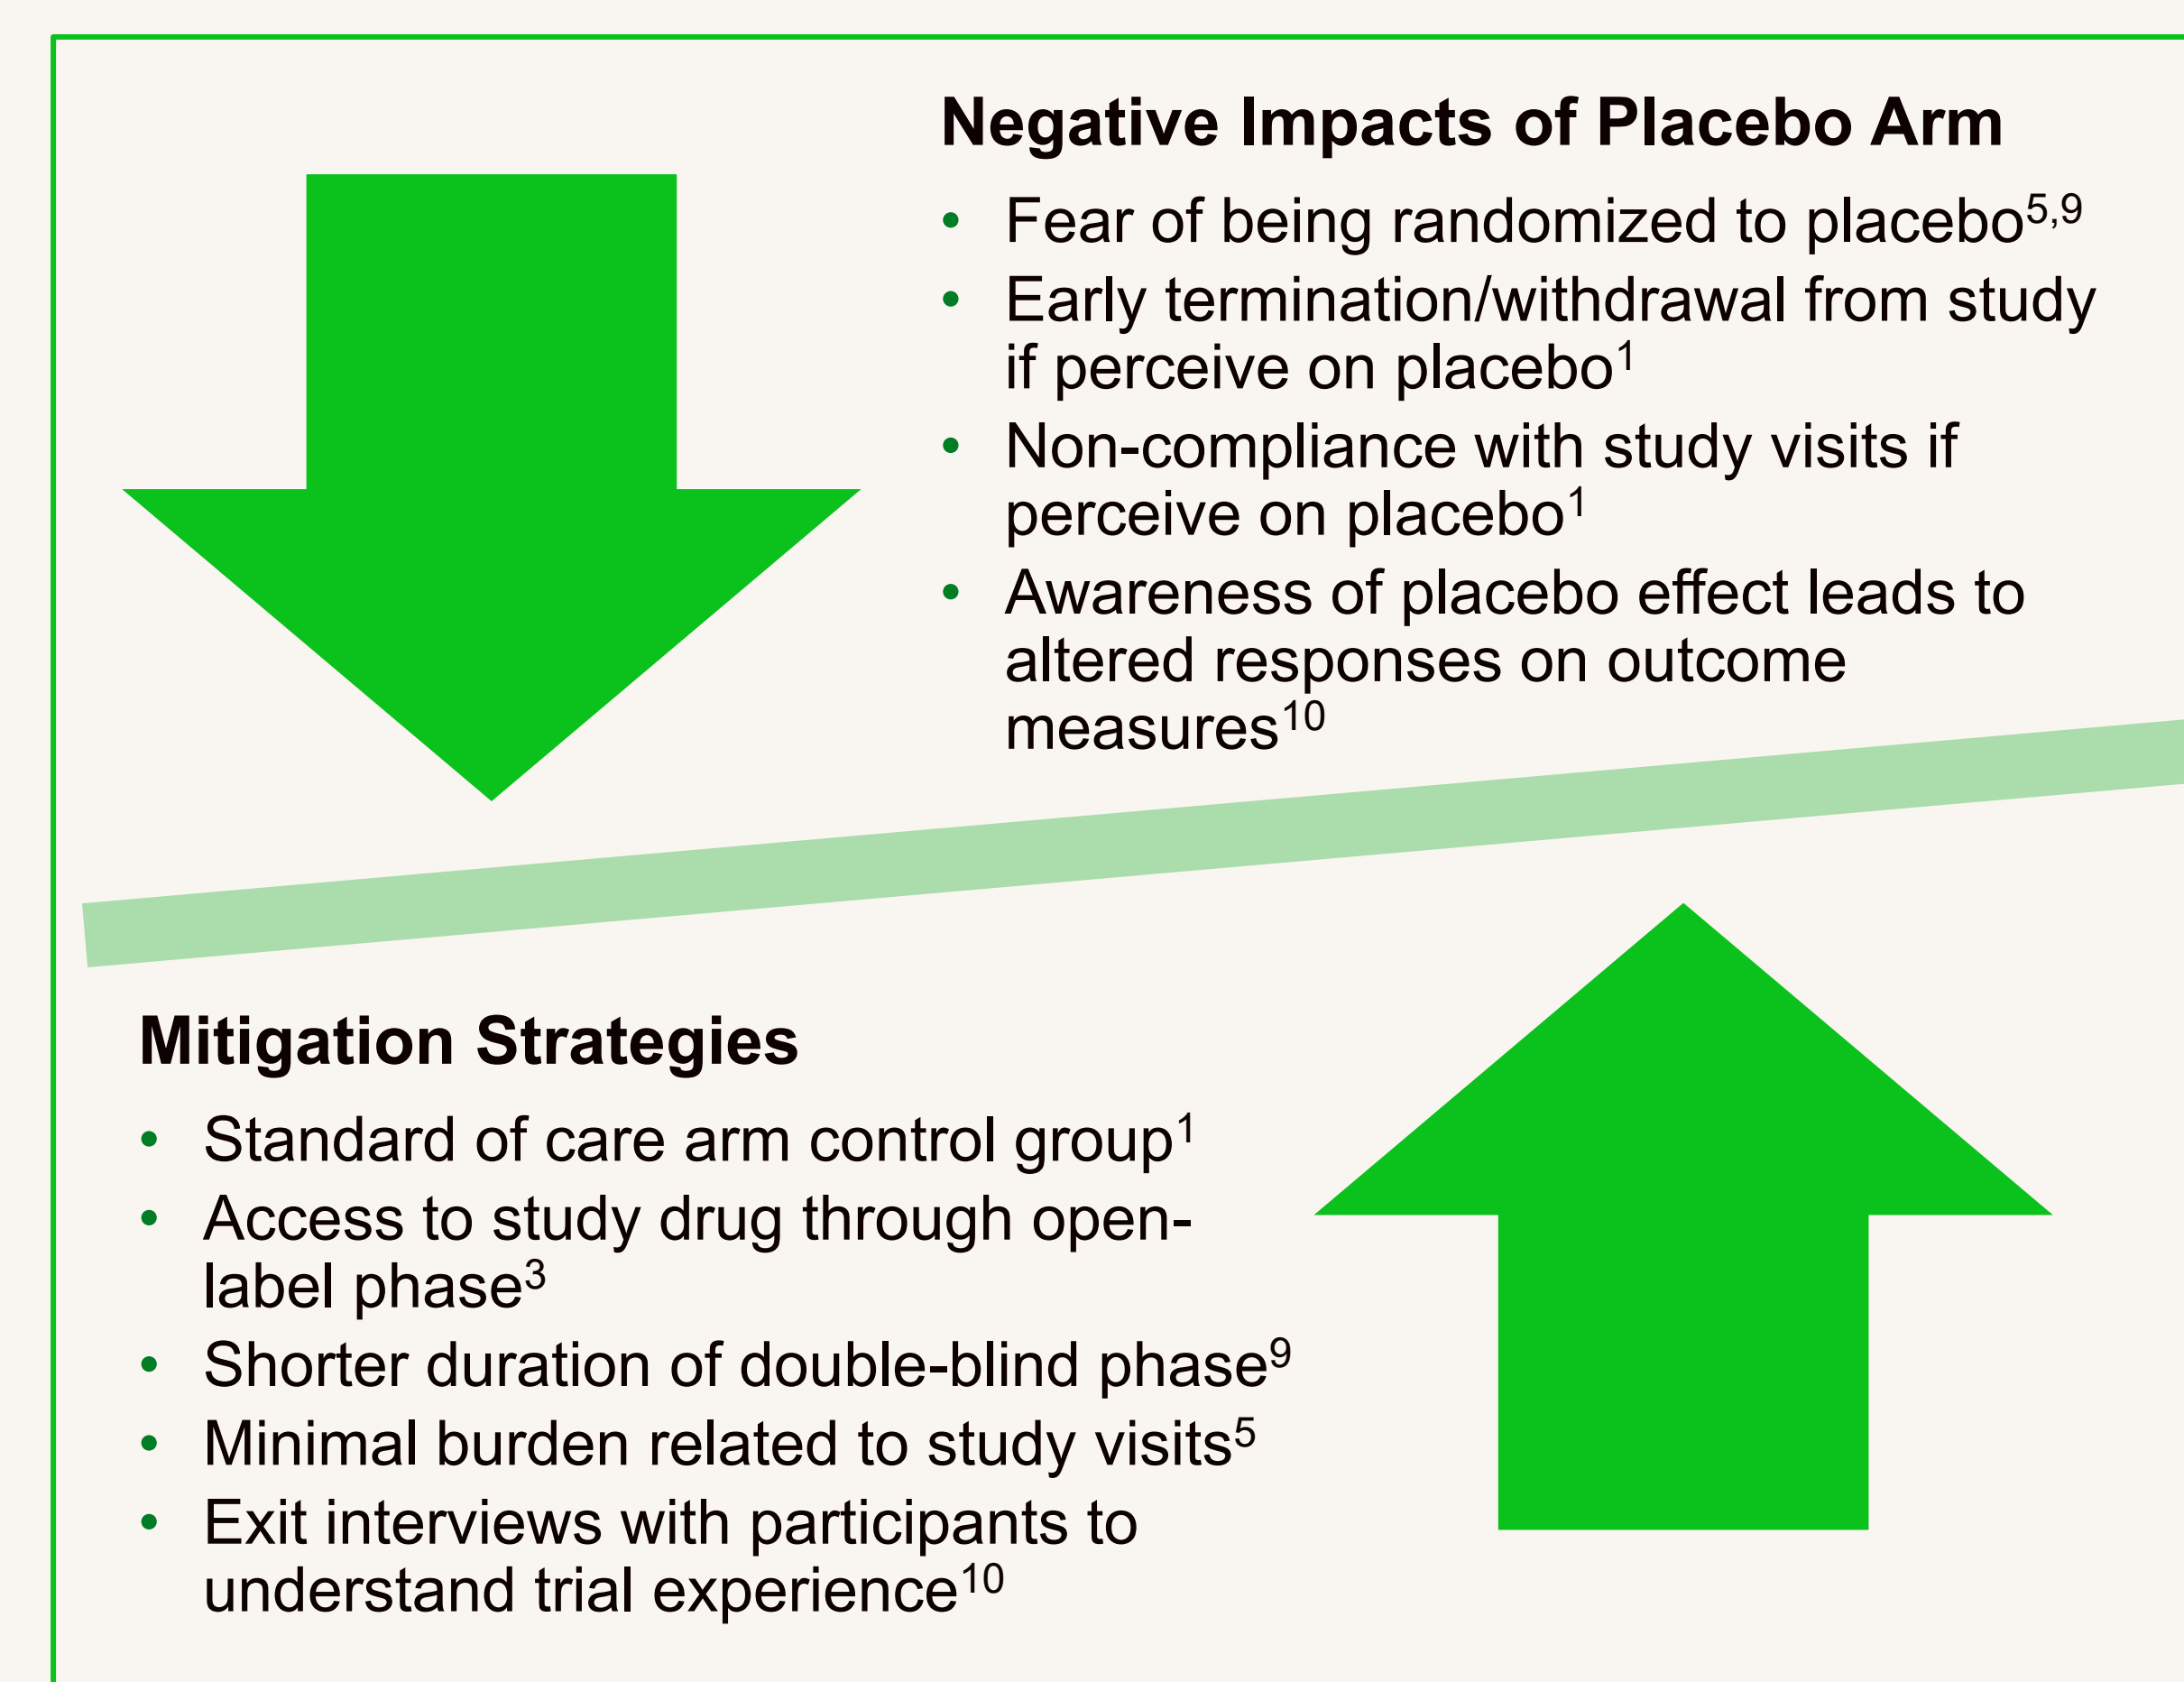 Negative Impacts of Placebo Arm
• Fear of being randomized to placebo⁵,⁹
• Early termination/withdrawal from study
if perceive on placebo¹
• Non-compliance with study visits if
perceive on placebo¹
• Awareness of placebo effect leads to
altered responses on outcome
measures¹⁰
Mitigation Strategies
• Standard of care arm control group¹
• Access to study drug through open-
label phase³
• Shorter duration of double-blind phase⁹
• Minimal burden related to study visits⁵
• Exit interviews with participants to
understand trial experience¹⁰